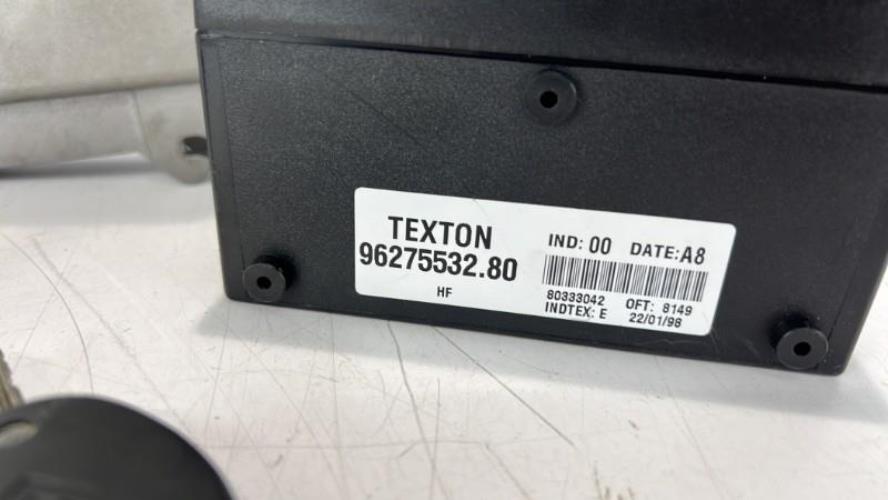 TEXTON
96275532.80
HF
IND: 00 DATE: A8
80333042 OFT: 8149
INDTEX: E 22/01/98